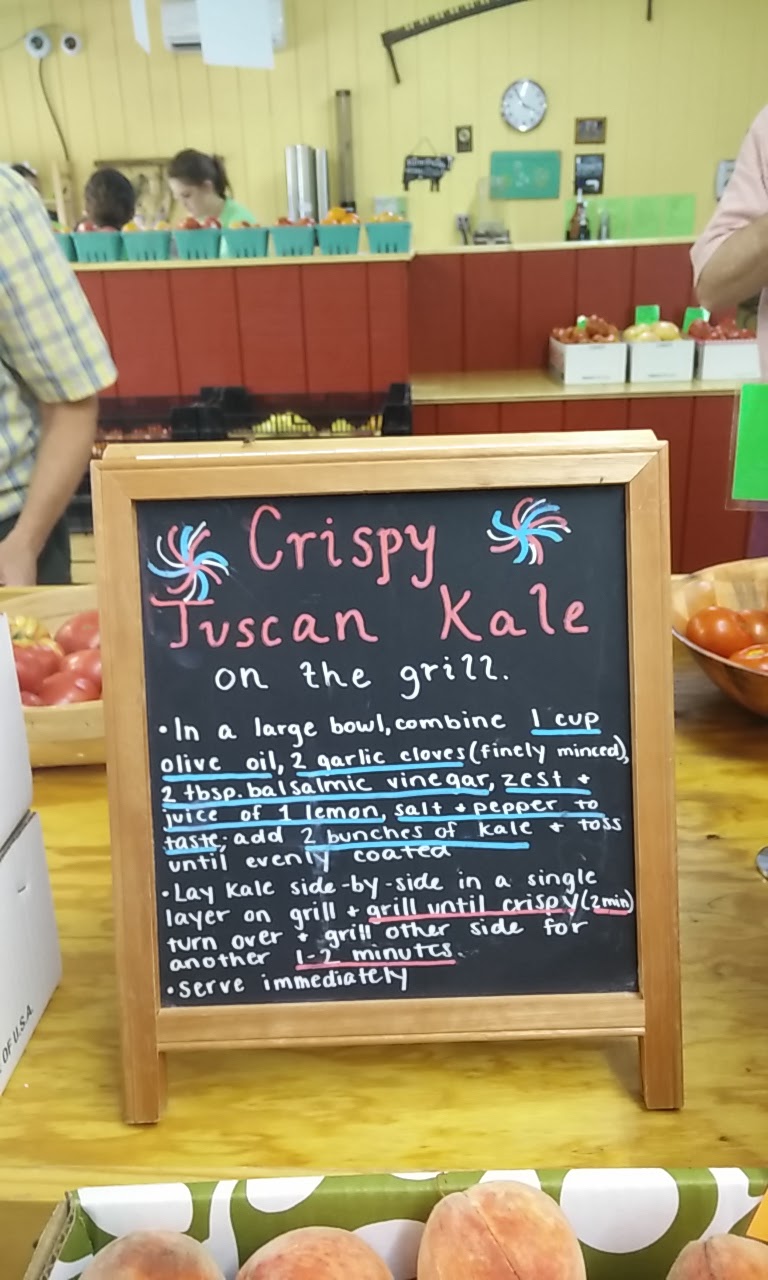 Crispy
Tuscan Kale
on the grill.
• In a large bowl, combine 1 cup
olive oil, 2 garlic cloves (finely minced),
2 tbsp. balsalmic vinegar, zest +
juice of 1 lemon, salt + pepper to
taste; add 2 bunches of kale + toss
until evenly coated
• Lay Kale side-by-side in a single
layer on grill + grill until crispy (2 min)
turn over + grill other side for
another 1-2 minutes.
• serve immediately
OF U.S.A.